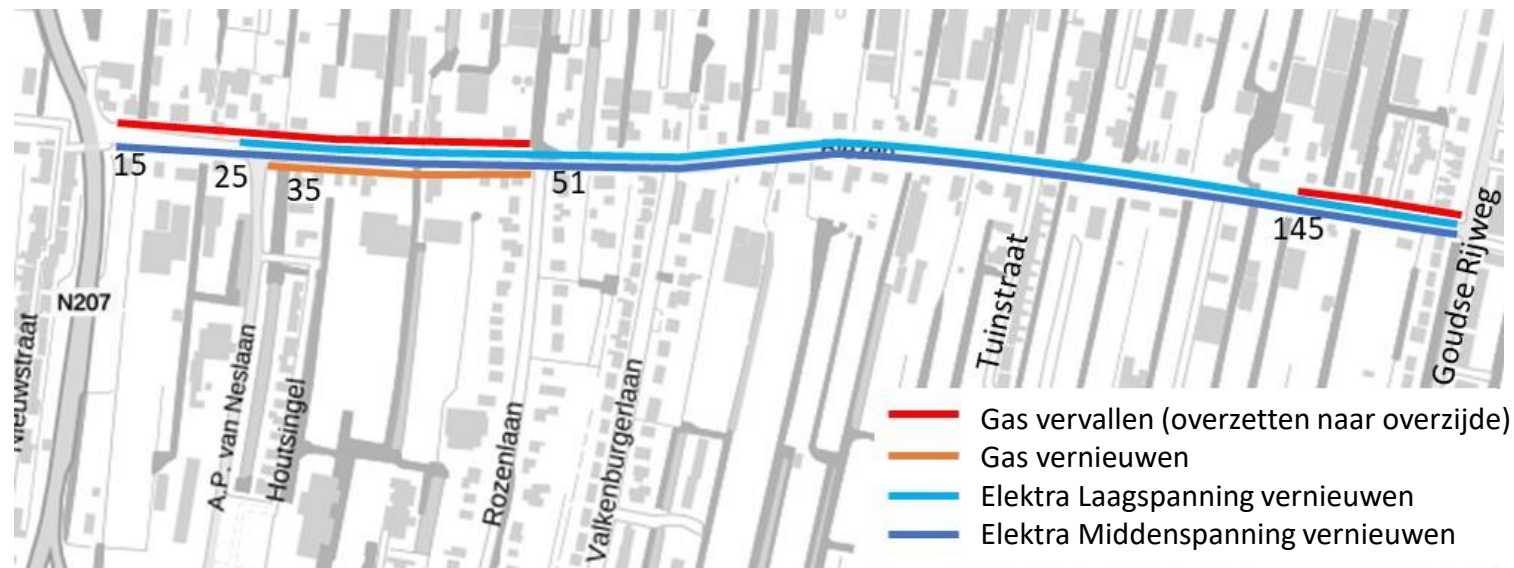 15
25
35
51
145
N207
Nieuwstraat
A.P. van Neslaan
Houtsingel
Rozenlaan
Valkenburgerlaan
Tuinstraat
Goudse Rijweg
Gas vervallen (overzetten naar overzijde)
Gas vernieuwen
Elektra Laagspanning vernieuwen
Elektra Middenspanning vernieuwen